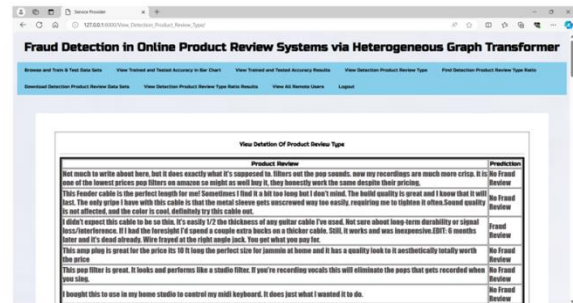 Service Provider
127.0.0.1:8000/View_Detection_Product_Review_Type/
Fraud Detection in Online Product Review Systems via Heterogeneous Graph Transformer
Browse and Train & Test Data Sets View Trained and Tested Accuracy in Bar Chart View Trained and Tested Accuracy Results View Detection Product Review Type Find Detection Product Review Type Ratio
Download Detection Product Review Data Sets View Detection Product Review Type Ratio Results View All Remote Users Logout
View Detetion Of Product Review Type
Product Review Prediction
Not much to write about here, but it does exactly what it's supposed to. filters out the pop sounds. now my recordings are much more crisp. it is
one of the lowest prices pop filters on amazon so might as well buy it, they honestly work the same despite their pricing,
No Fraud
Review
This Fender cable is the perfect length for me! Sometimes I find it a bit too long but I don't mind. The build quality is great and I know that it will
last. The only gripe I have with this cable is that the metal sleeve gets unscrewed way too easily, requiring me to tighten it often.Sound quality
is not affected, and the color is cool, definitely try this cable out.
No Fraud
Review
I didn't expect this cable to be so thin. It's easily 1/2 the thickness of any guitar cable I've used. Not sure about long-term durability or signal
loss/interference. If I had the foresight I'd spend a couple extra bucks on a thicker cable. Still, it works and was inexpensive.EDIT: 6 months
later and it's dead already. Wire frayed at the right angle jack. You get what you pay for.
Fraud
Review
This amp plug is great for the price its 10 ft long the perfect size for jammin at home and it has a quality look to it aesthetically totally worth
the price
No Fraud
Review
This pop filter is great. It looks and performs like a studio filter. If you're recording vocals this will eliminate the pops that gets recorded when
you sing.
No Fraud
Review
I bought this to use in my home studio to control my midi keyboard. It does just what I wanted it to do.
No Fraud
Review